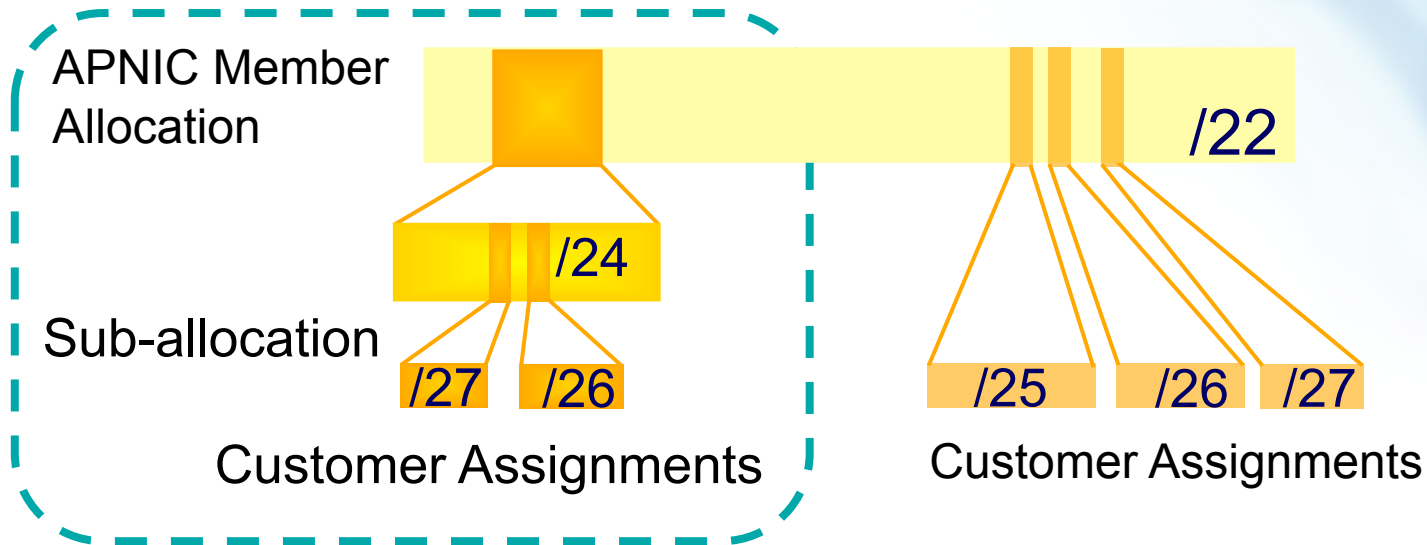 APNIC Member
Allocation
/22
/24
Sub-allocation
/27 /26
/25 /26 /27
Customer Assignments
Customer Assignments